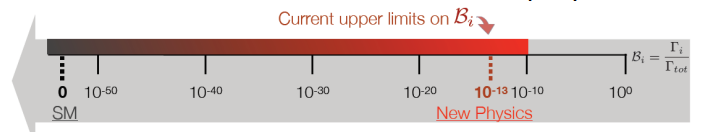 Current upper limits on ℬᵢ
ℬᵢ = Γᵢ / Γₜₒₜ
0 10⁻⁵⁰ 10⁻⁴⁰ 10⁻³⁰ 10⁻²⁰ 10⁻¹³ 10⁻¹⁰ 10⁰
SM New Physics